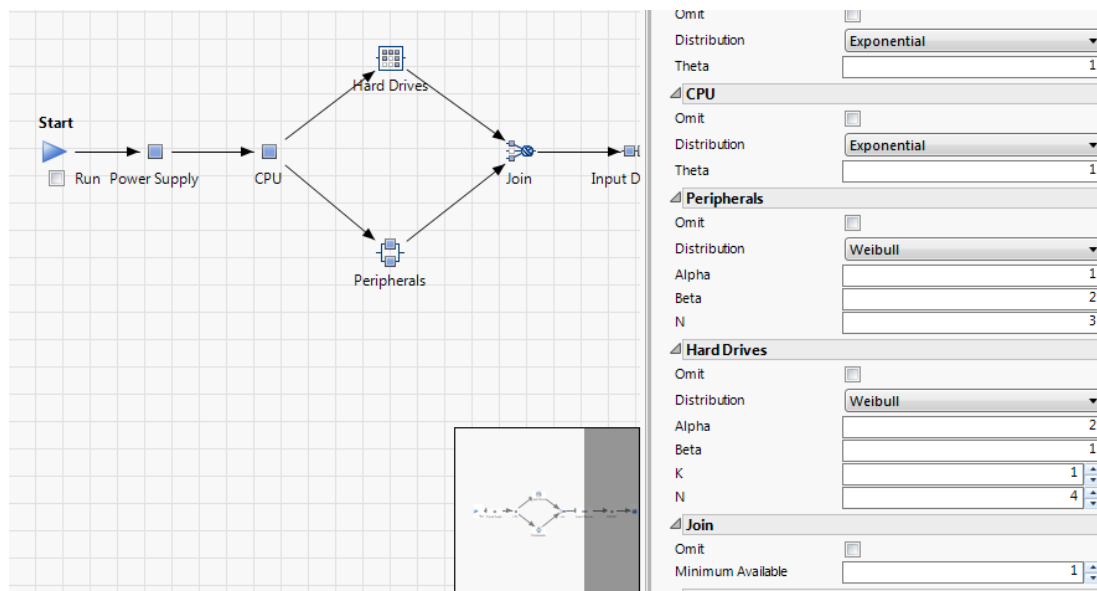 Start
Run
Power Supply
CPU
Hard Drives
Peripherals
Join
Input D
Omit
Distribution Exponential
Theta 1
CPU
Omit
Distribution Exponential
Theta 1
Peripherals
Omit
Distribution Weibull
Alpha 1
Beta 2
N 3
Hard Drives
Omit
Distribution Weibull
Alpha 2
Beta 1
K 1
N 4
Join
Omit
Minimum Available 1